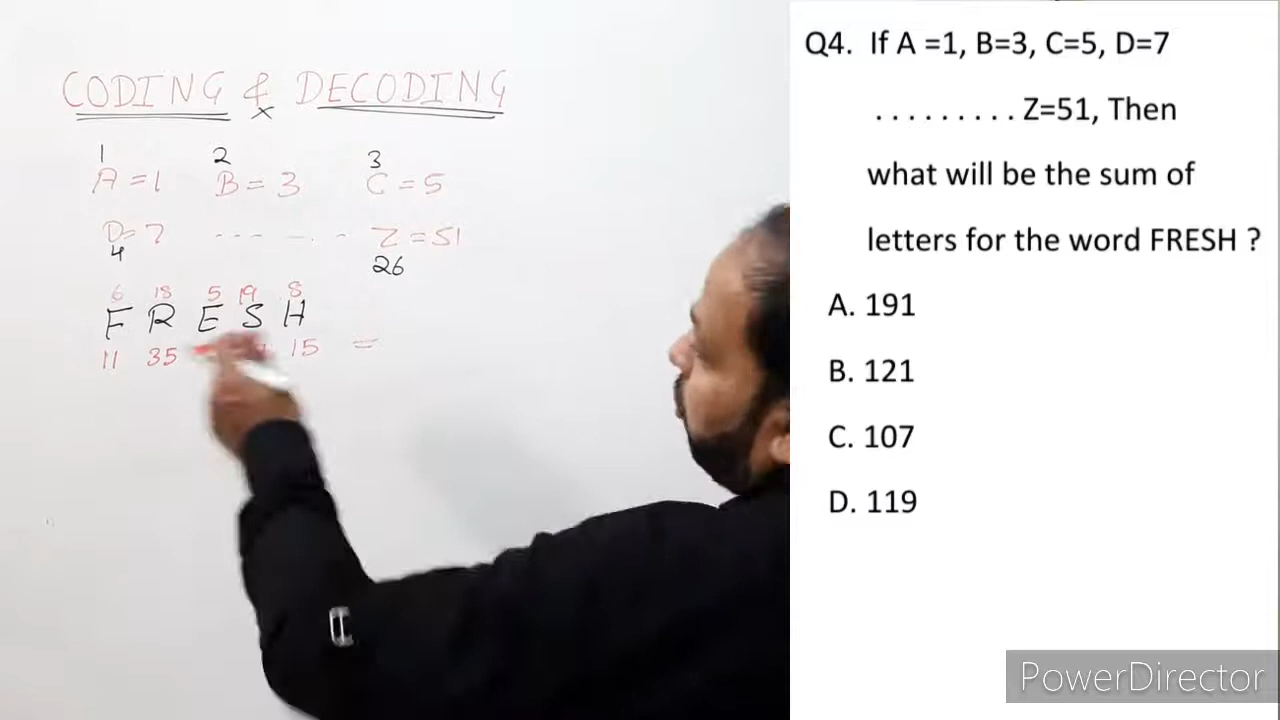 CODING & DECODING
x
1 2 3
A = 1 B = 3 C = 5
D = 7 - - - - . - Z = 51
4 26
6 18 5 19 8
F R E S H
11 35 15 =
Q4. If A =1, B=3, C=5, D=7
. . . . . . . . . Z=51, Then
what will be the sum of
letters for the word FRESH ?
A. 191
B. 121
C. 107
D. 119
PowerDirector